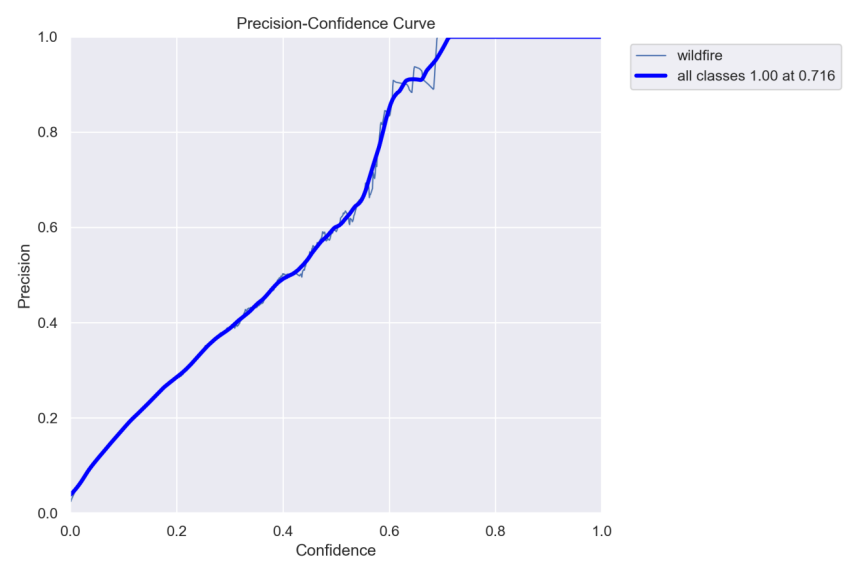 Precision-Confidence Curve
1.0
0.8
0.6
0.4
0.2
0.0
Precision
0.0 0.2 0.4 0.6 0.8 1.0
Confidence
wildfire
all classes 1.00 at 0.716